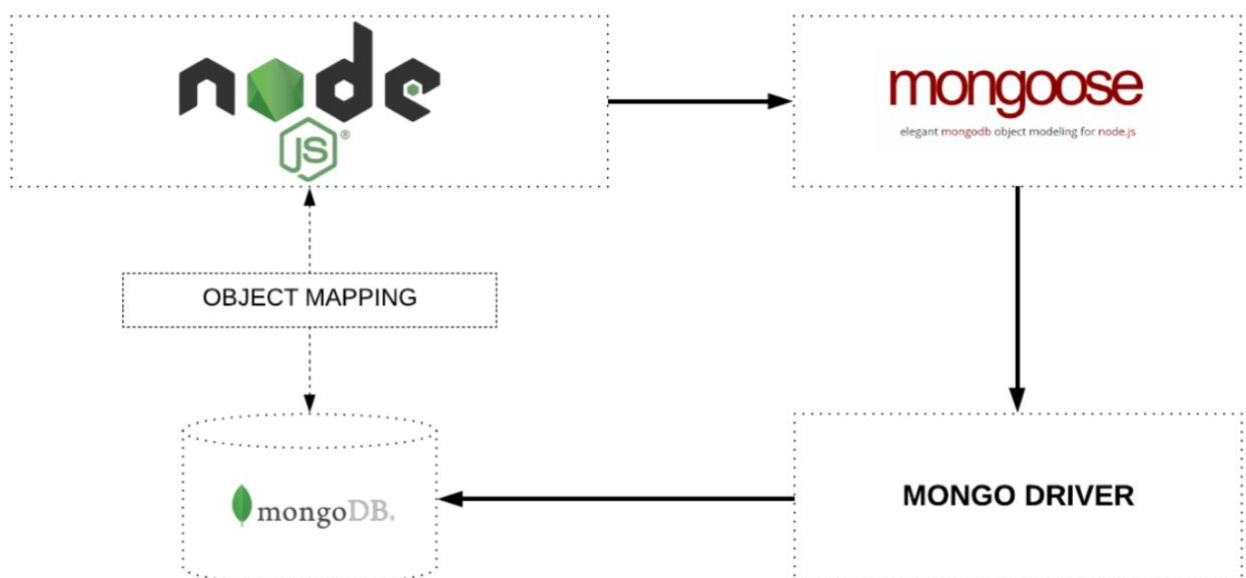 node
JS®
mongoose
elegant mongodb object modeling for node.js
OBJECT MAPPING
mongoDB.
MONGO DRIVER